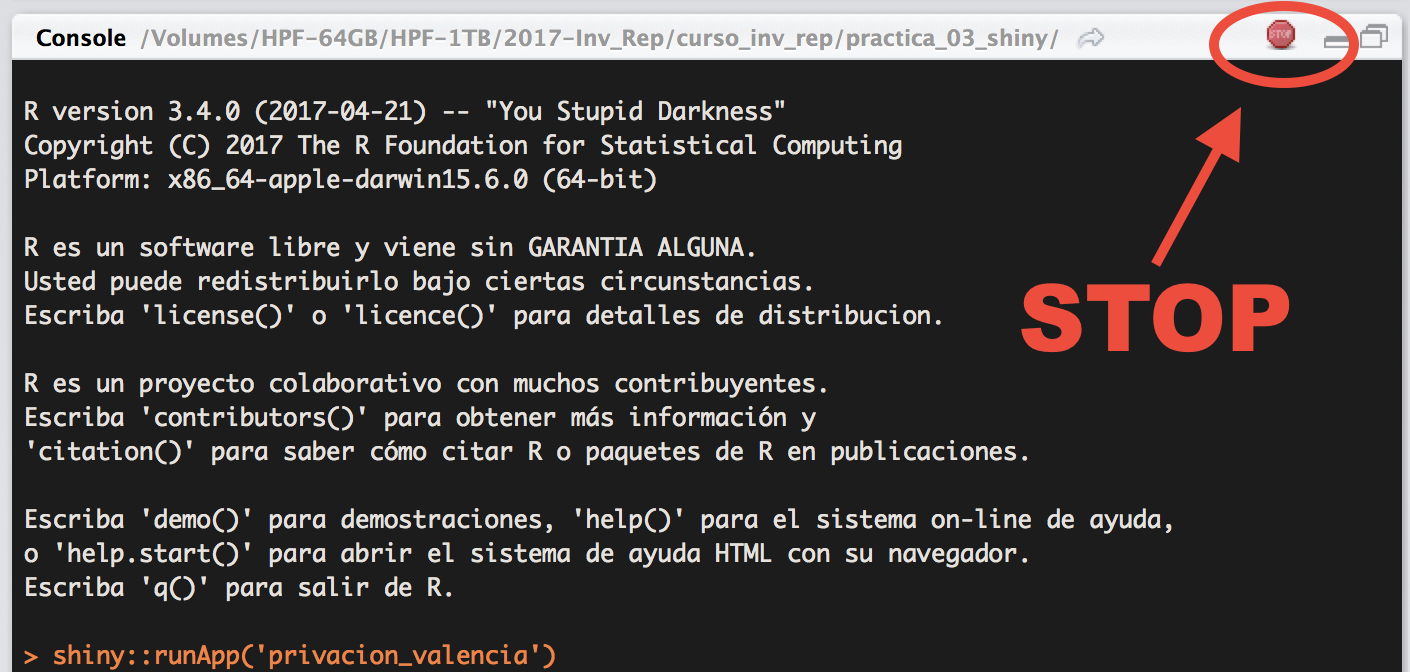 Console /Volumes/HPF-64GB/HPF-1TB/2017-Inv_Rep/curso_inv_rep/practica_03_shiny/
STOP
R version 3.4.0 (2017-04-21) -- "You Stupid Darkness"
Copyright (C) 2017 The R Foundation for Statistical Computing
Platform: x86_64-apple-darwin15.6.0 (64-bit)
R es un software libre y viene sin GARANTIA ALGUNA.
Usted puede redistribuirlo bajo ciertas circunstancias.
Escriba 'license()' o 'licence()' para detalles de distribucion.
STOP
R es un proyecto colaborativo con muchos contribuyentes.
Escriba 'contributors()' para obtener más información y
'citation()' para saber cómo citar R o paquetes de R en publicaciones.
Escriba 'demo()' para demostraciones, 'help()' para el sistema on-line de ayuda,
o 'help.start()' para abrir el sistema de ayuda HTML con su navegador.
Escriba 'q()' para salir de R.
> shiny::runApp('privacion_valencia')